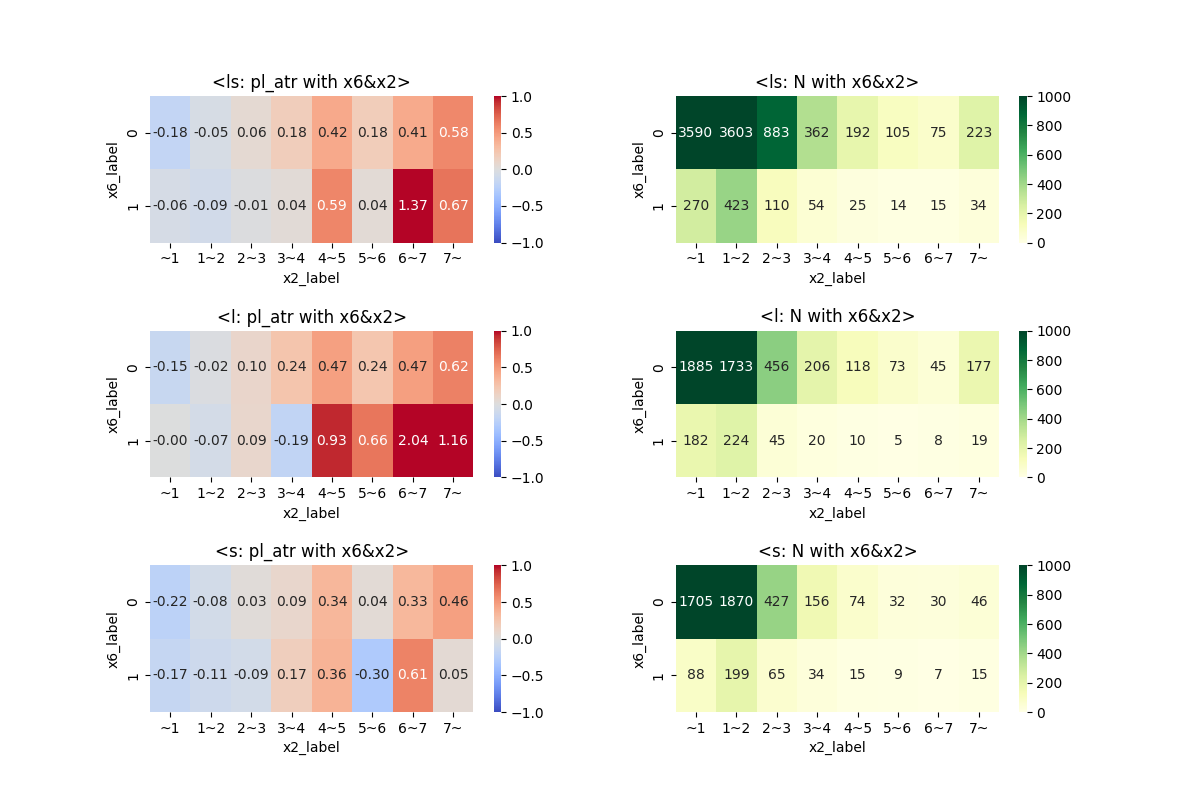 <ls: pl_atr with x6&x2>
x6_label
0 -0.18 -0.05 0.06 0.18 0.42 0.18 0.41 0.58
1 -0.06 -0.09 -0.01 0.04 0.59 0.04 1.37 0.67
~1 1~2 2~3 3~4 4~5 5~6 6~7 7~
x2_label
1.0
0.5
0.0
−0.5
−1.0
<ls: N with x6&x2>
x6_label
0 3590 3603 883 362 192 105 75 223
1 270 423 110 54 25 14 15 34
~1 1~2 2~3 3~4 4~5 5~6 6~7 7~
x2_label
1000
800
600
400
200
0
<l: pl_atr with x6&x2>
x6_label
0 -0.15 -0.02 0.10 0.24 0.47 0.24 0.47 0.62
1 -0.00 -0.07 0.09 -0.19 0.93 0.66 2.04 1.16
~1 1~2 2~3 3~4 4~5 5~6 6~7 7~
x2_label
1.0
0.5
0.0
−0.5
−1.0
<l: N with x6&x2>
x6_label
0 1885 1733 456 206 118 73 45 177
1 182 224 45 20 10 5 8 19
~1 1~2 2~3 3~4 4~5 5~6 6~7 7~
x2_label
1000
800
600
400
200
0
<s: pl_atr with x6&x2>
x6_label
0 -0.22 -0.08 0.03 0.09 0.34 0.04 0.33 0.46
1 -0.17 -0.11 -0.09 0.17 0.36 -0.30 0.61 0.05
~1 1~2 2~3 3~4 4~5 5~6 6~7 7~
x2_label
1.0
0.5
0.0
−0.5
−1.0
<s: N with x6&x2>
x6_label
0 1705 1870 427 156 74 32 30 46
1 88 199 65 34 15 9 7 15
~1 1~2 2~3 3~4 4~5 5~6 6~7 7~
x2_label
1000
800
600
400
200
0